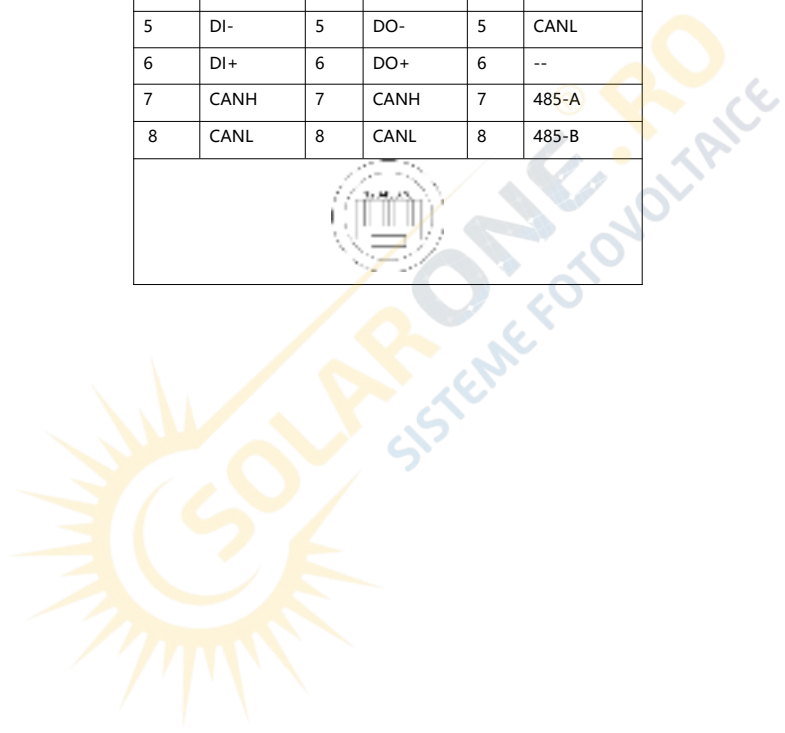 5 DI- 5 DO- 5 CANL
6 DI+ 6 DO+ 6 --
7 CANH 7 CANH 7 485-A
8 CANL 8 CANL 8 485-B
SOLARONE.RO ®
SISTEME FOTOVOLTAICE